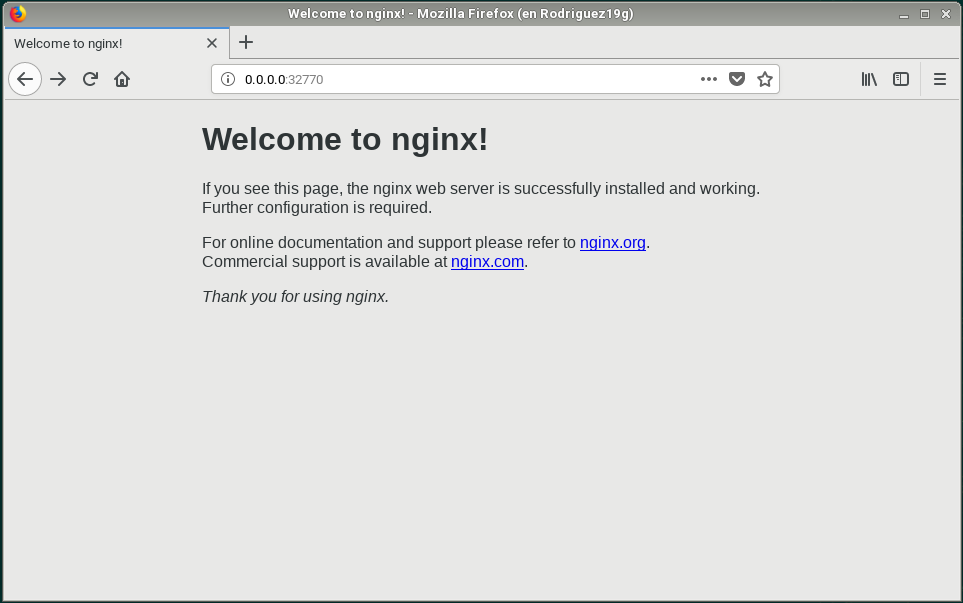 Welcome to nginx! - Mozilla Firefox (en Rodriguez19g)
Welcome to nginx!
0.0.0.0:32770
Welcome to nginx!
If you see this page, the nginx web server is successfully installed and working.
Further configuration is required.
For online documentation and support please refer to nginx.org.
Commercial support is available at nginx.com.
Thank you for using nginx.